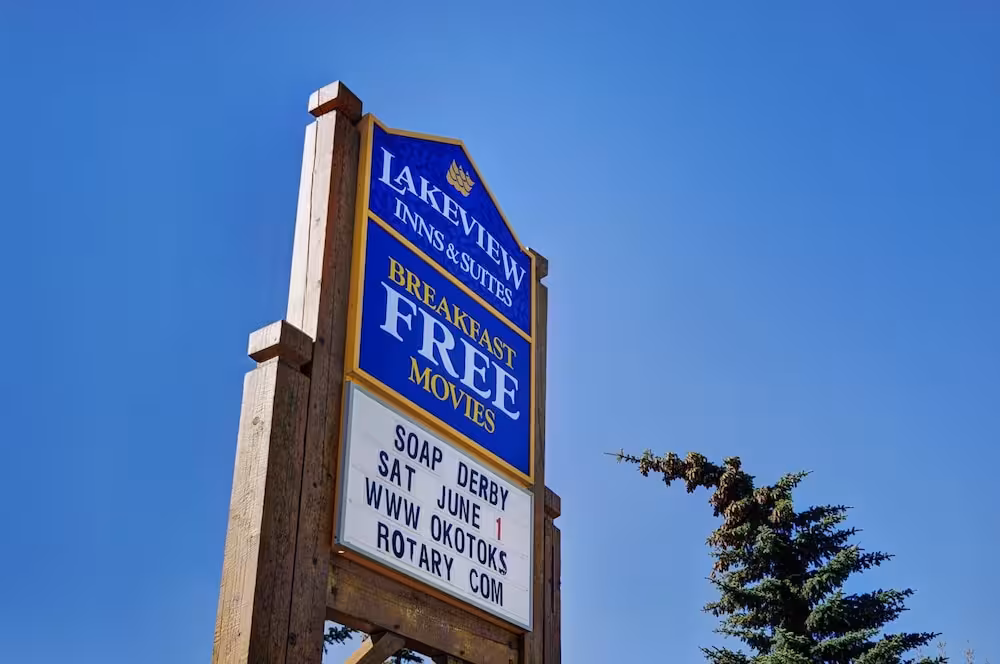 LAKEVIEW
INNS & SUITES
BREAKFAST
FREE
MOVIES
SOAP DERBY
SAT JUNE 1
WWW OKOTOKS
ROTARY COM